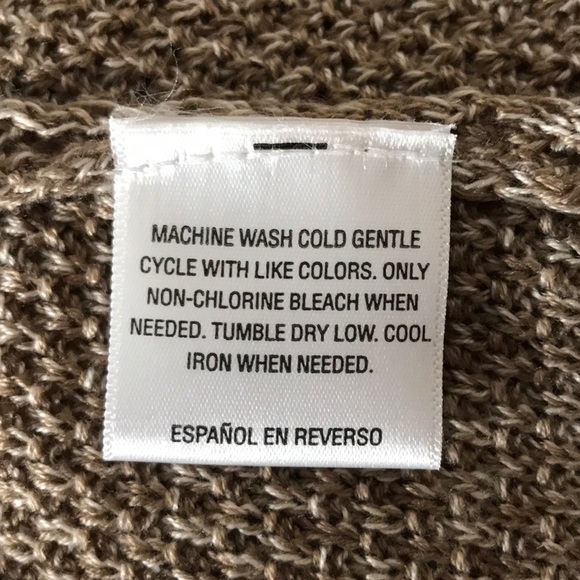 MACHINE WASH COLD GENTLE
CYCLE WITH LIKE COLORS. ONLY
NON-CHLORINE BLEACH WHEN
NEEDED. TUMBLE DRY LOW. COOL
IRON WHEN NEEDED.
ESPAÑOL EN REVERSO